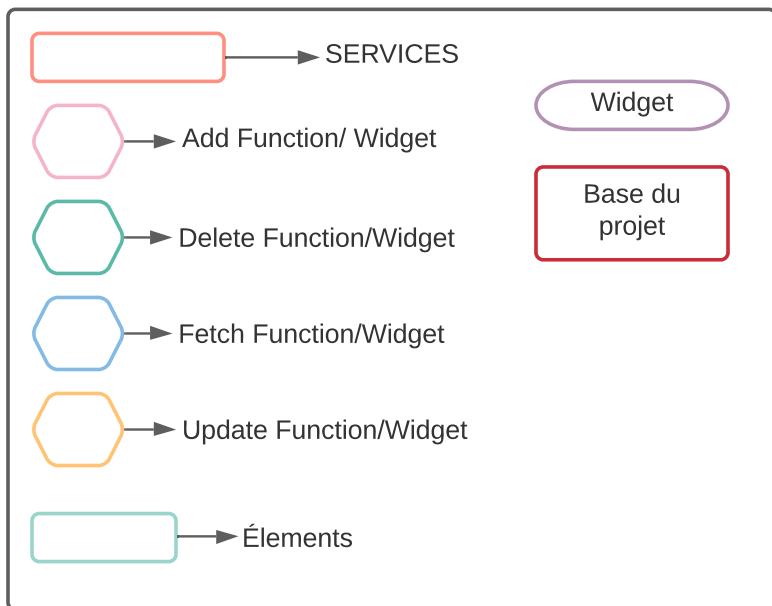 SERVICES
Add Function/ Widget
Delete Function/Widget
Fetch Function/Widget
Update Function/Widget
Élements
Widget
Base du
projet